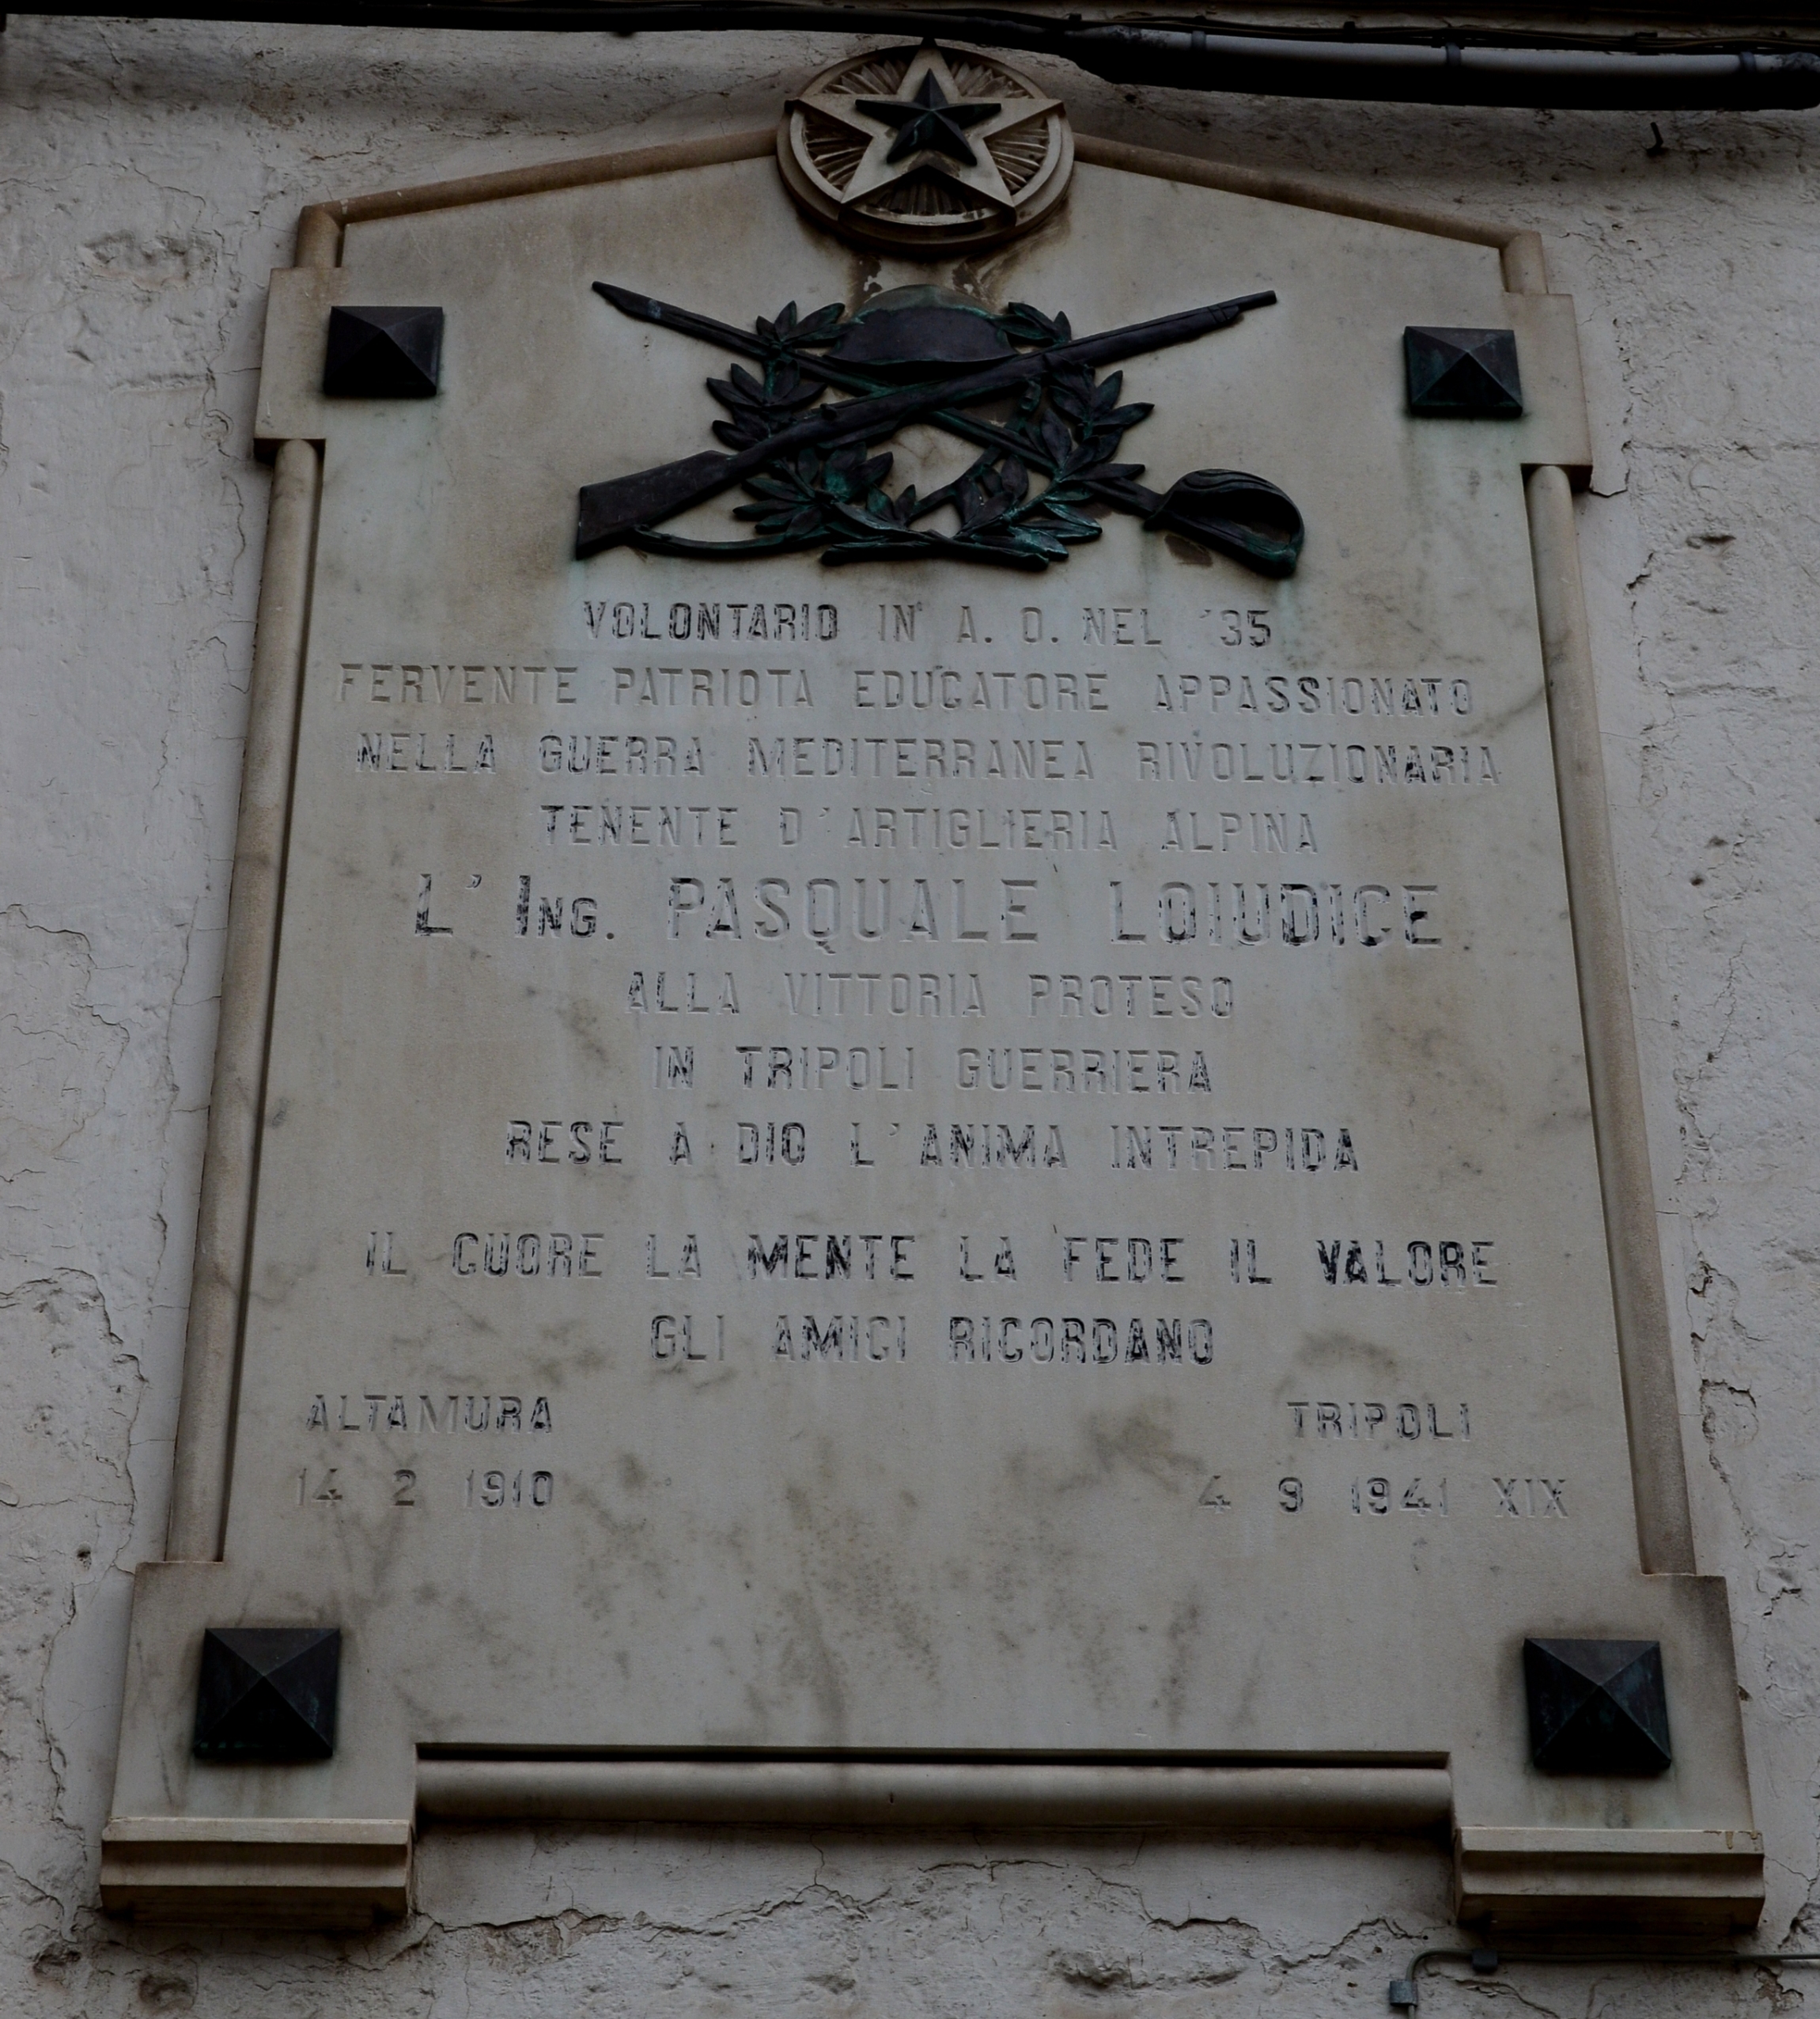 VOLONTARIO IN A. O. NEL '35
FERVENTE PATRIOTA EDUCATORE APPASSIONATO
NELLA GUERRA MEDITERRANEA RIVOLUZIONARIA
TENENTE D'ARTIGLIERIA ALPINA
L'ING. PASQUALE LOIUDICE
ALLA VITTORIA PROTESO
IN TRIPOLI GUERRIERA
RESE A DIO L'ANIMA INTREPIDA
IL CUORE LA MENTE LA FEDE IL VALORE
GLI AMICI RICORDANO
ALTAMURA TRIPOLI
14 2 1910 4 9 1941 XIX